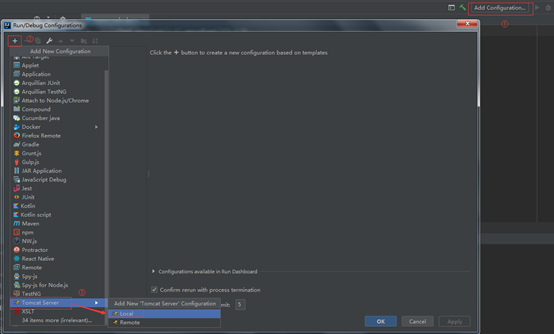 Add Configuration...
①
Run/Debug Configurations
②
Add New Configuration
Click the + button to create a new configuration based on templates
Ant Target
Applet
Application
Arquillian JUnit
Arquillian TestNG
Attach to Node.js/Chrome
Compound
Cucumber java
Docker
Firefox Remote
Gradle
Grunt.js
Gulp.js
JAR Application
JavaScript Debug
Jest
JUnit
Kotlin
Kotlin script
Maven
npm
NW.js
Protractor
React Native
Remote
Spy-js
Spy-js for Node.js
TestNG
③
Tomcat Server
XSLT
34 items more (irrelevant)...
Add New 'Tomcat Server' Configuration
Local
Remote
Configurations available in Run Dashboard
Confirm rerun with process termination
mit:
5
OK
Cancel
Apply